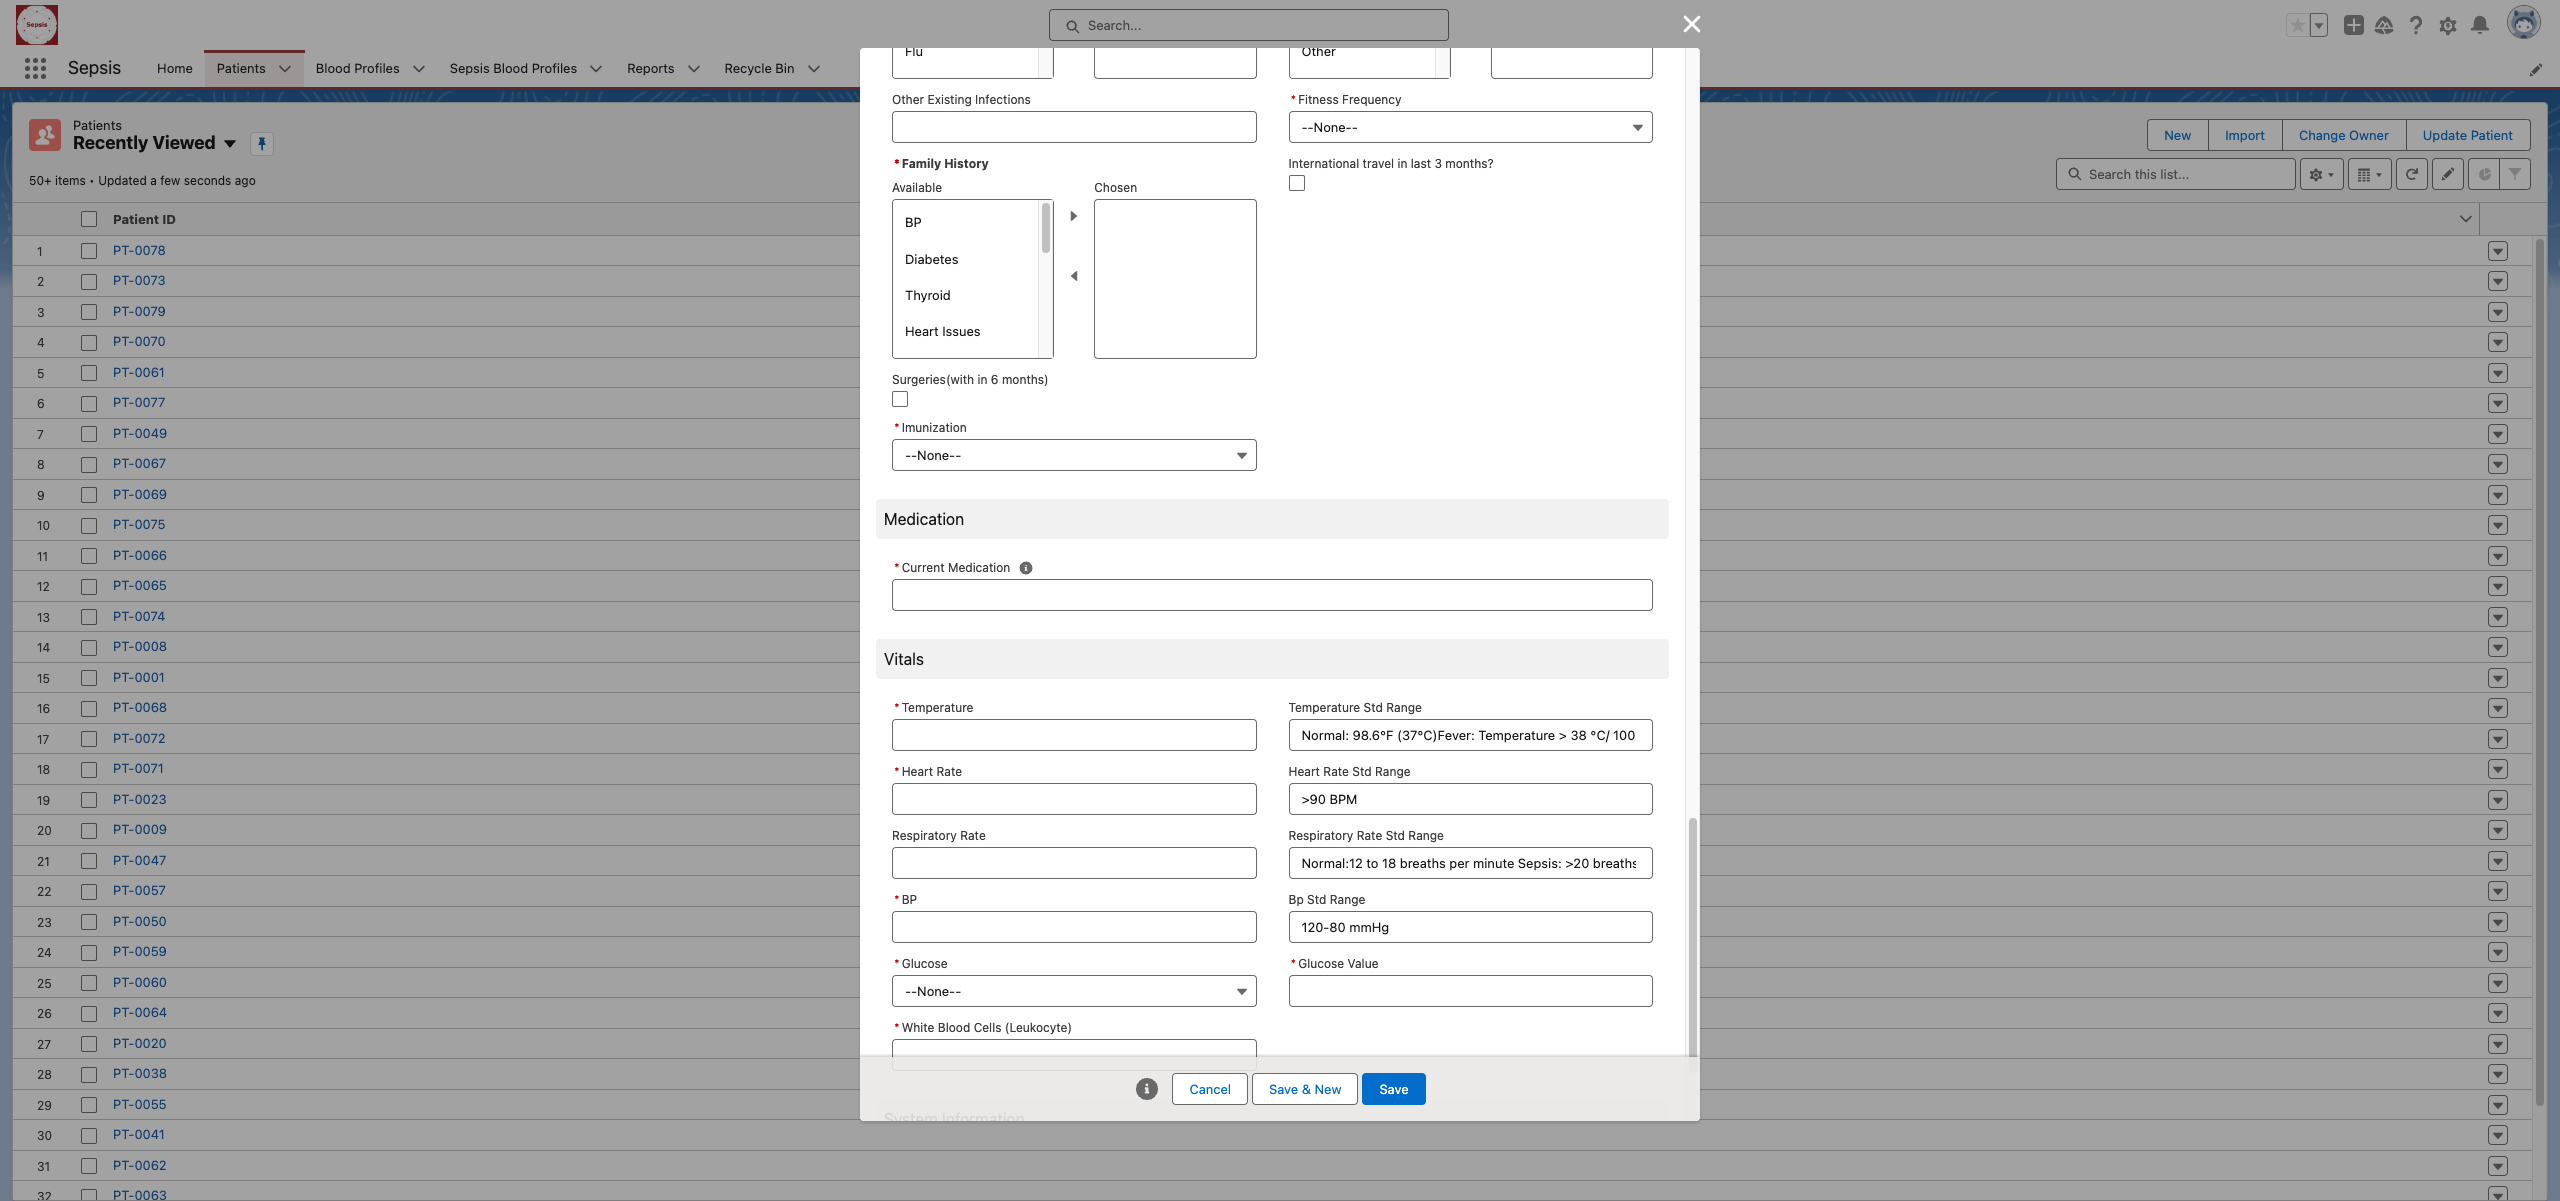 Sepsis
Search...
Sepsis
Home
Patients
Blood Profiles
Sepsis Blood Profiles
Reports
Recycle Bin
Patients
Recently Viewed
50+ items • Updated a few seconds ago
New
Import
Change Owner
Update Patient
Search this list...
Patient ID
1 PT-0078
2 PT-0073
3 PT-0079
4 PT-0070
5 PT-0061
6 PT-0077
7 PT-0049
8 PT-0067
9 PT-0069
10 PT-0075
11 PT-0066
12 PT-0065
13 PT-0074
14 PT-0008
15 PT-0001
16 PT-0068
17 PT-0072
18 PT-0071
19 PT-0023
20 PT-0009
21 PT-0047
22 PT-0057
23 PT-0050
24 PT-0059
25 PT-0060
26 PT-0064
27 PT-0020
28 PT-0038
29 PT-0055
30 PT-0041
31 PT-0062
32 PT-0063
Flu
Other
Other Existing Infections
* Fitness Frequency
--None--
* Family History
International travel in last 3 months?
Available
Chosen
BP
Diabetes
Thyroid
Heart Issues
Surgeries(with in 6 months)
* Imunization
--None--
Medication
* Current Medication
Vitals
* Temperature
Temperature Std Range
Normal: 98.6°F (37°C)Fever: Temperature > 38 °C/ 100
* Heart Rate
Heart Rate Std Range
>90 BPM
Respiratory Rate
Respiratory Rate Std Range
Normal:12 to 18 breaths per minute Sepsis: >20 breaths
* BP
Bp Std Range
120-80 mmHg
* Glucose
--None--
* Glucose Value
* White Blood Cells (Leukocyte)
Cancel
Save & New
Save
System Information